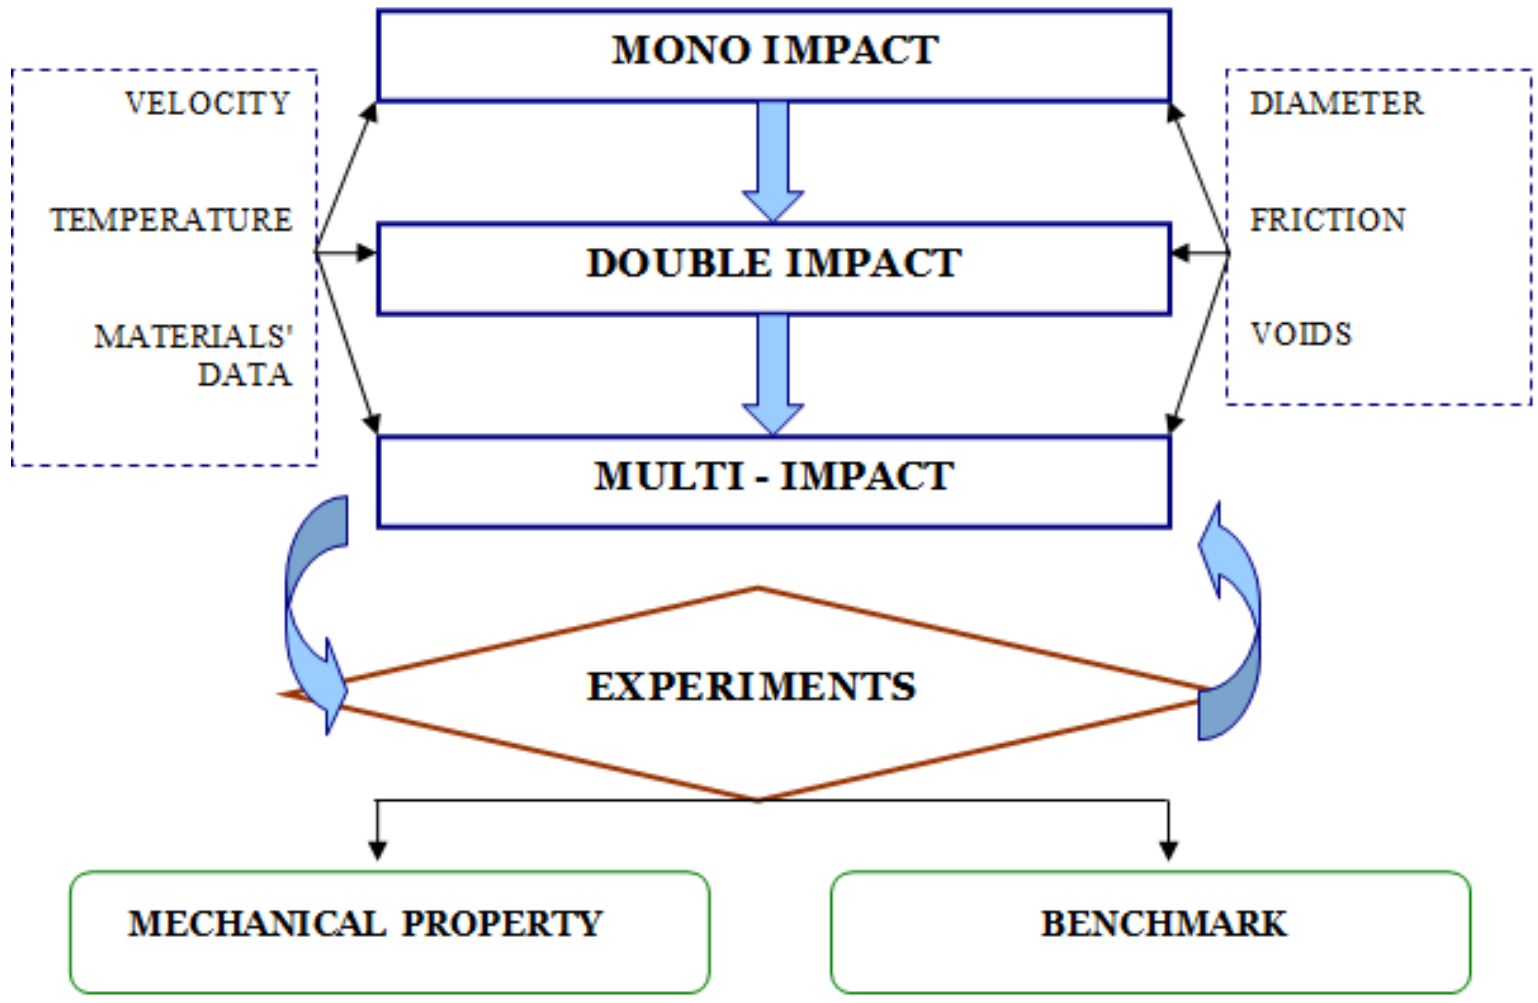 MONO IMPACT
VELOCITY
TEMPERATURE
MATERIALS'
DATA
DIAMETER
FRICTION
VOIDS
DOUBLE IMPACT
MULTI - IMPACT
EXPERIMENTS
MECHANICAL PROPERTY
BENCHMARK